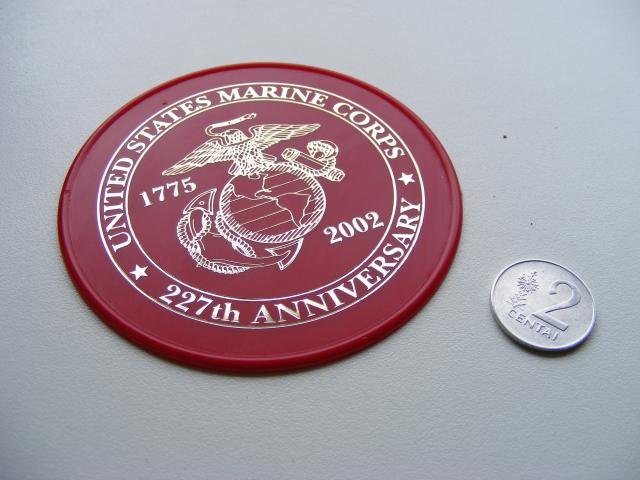 UNITED STATES MARINE CORPS
1775
2002
227th ANNIVERSARY
2
CENTAI